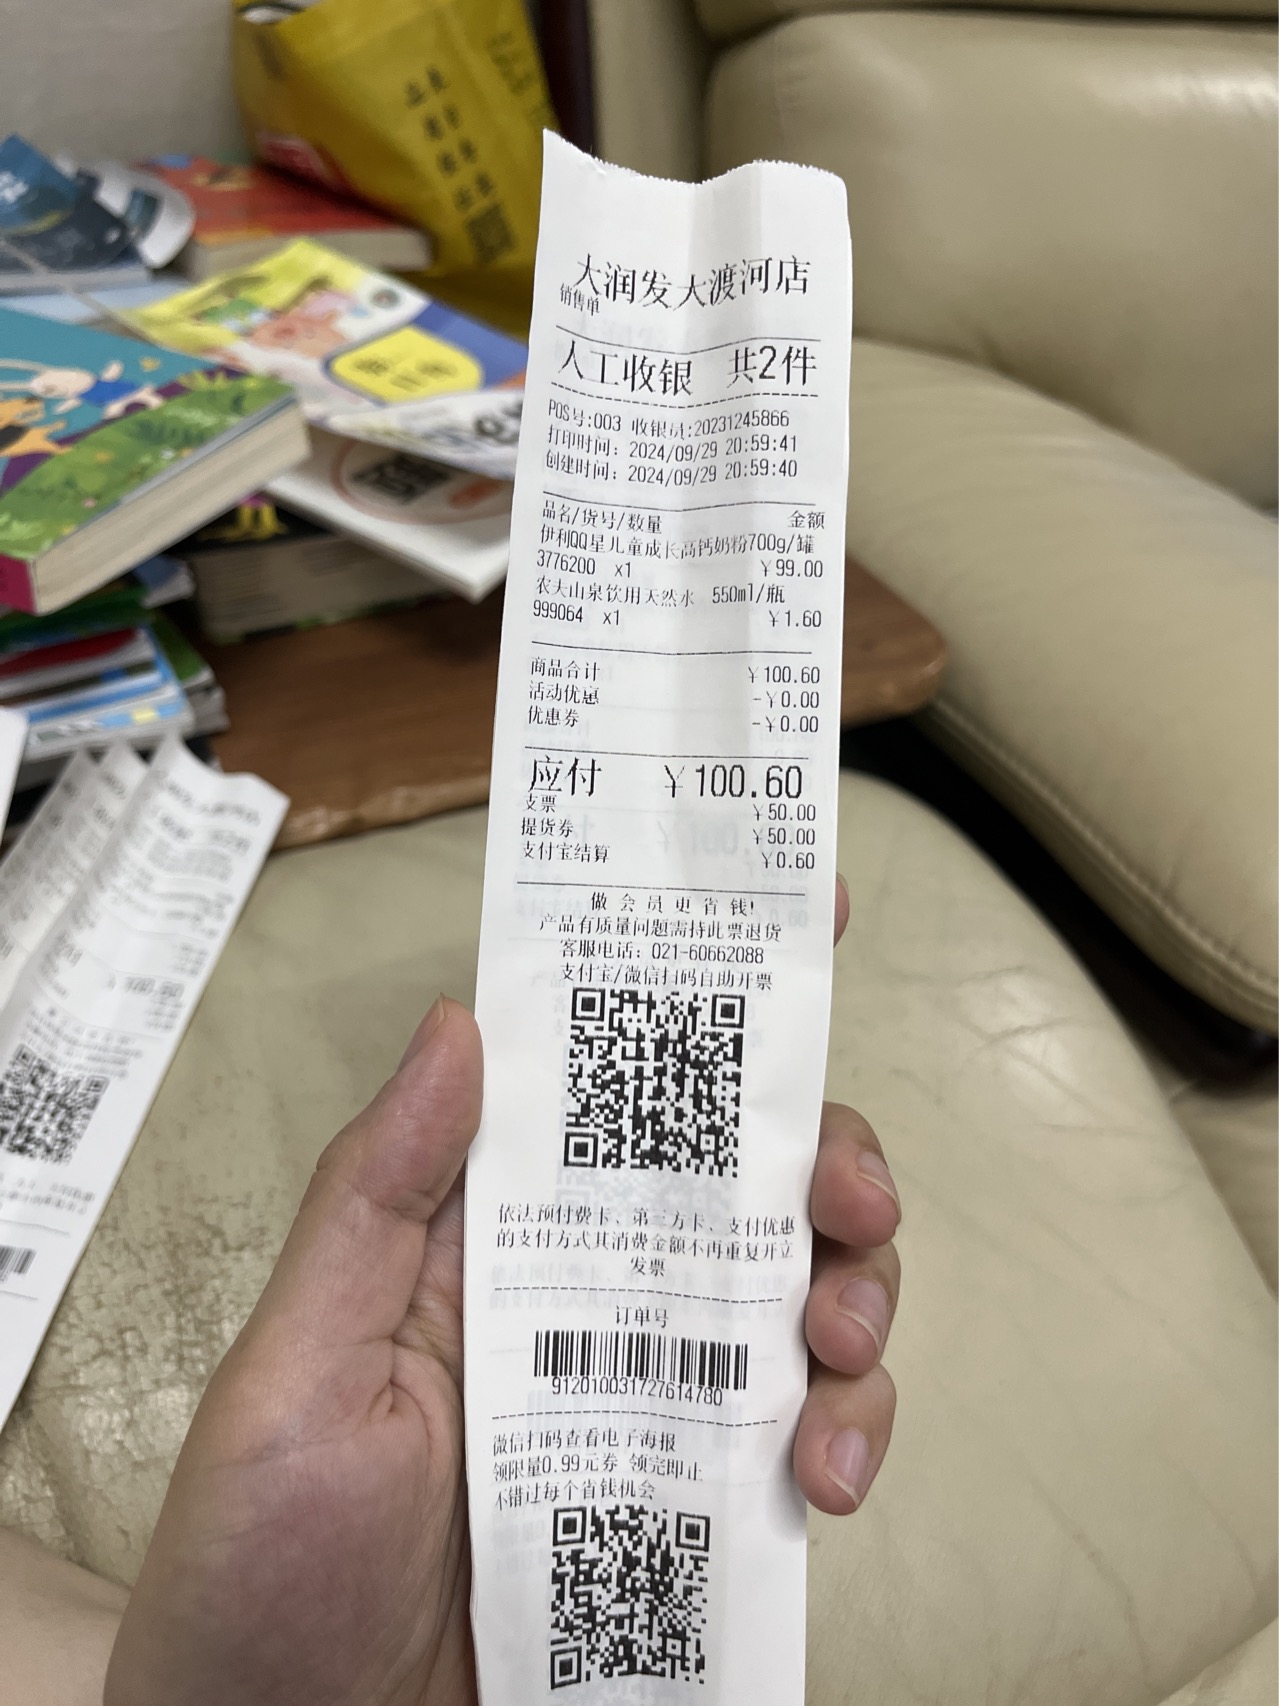 大润发大渡河店
销售单
人工收银 共2件
POS号:003 收银员:20231245866
打印时间: 2024/09/29 20:59:41
创建时间: 2024/09/29 20:59:40
品名/货号/数量 金额
伊利QQ星儿童成长高钙奶粉700g/罐
3776200 x1 ¥99.00
农夫山泉饮用天然水 550ml/瓶
999064 x1 ¥1.60
商品合计 ¥100.60
活动优惠 -¥0.00
优惠券 -¥0.00
应付 ¥100.60
支票 ¥50.00
提货券 ¥50.00
支付宝结算 ¥0.60
做会员更省钱!
产品有质量问题需持此票退货
客服电话: 021-60662088
支付宝/微信扫码自助开票
依法预付费卡、第三方卡、支付优惠
的支付方式其消费金额不再重复开立
发票
订单号
912010031727614780
微信扫码查看电子海报
领限量0.99元券 领完即止
不错过每个省钱机会